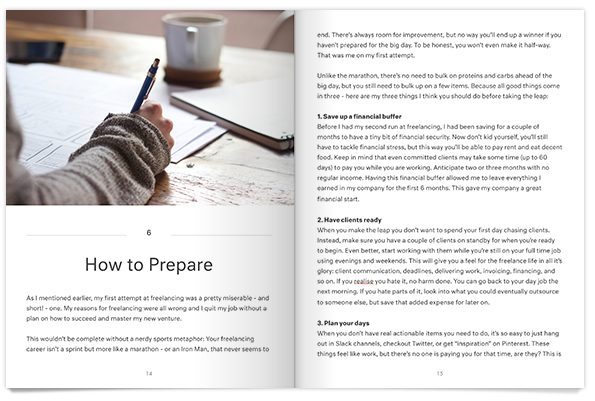 6
How to Prepare
As I mentioned earlier, my first attempt at freelancing was a pretty miserable - and
short! - one. My reasons for freelancing were all wrong and I quit my job without a
plan on how to succeed and master my new venture.
This wouldn't be complete without a nerdy sports metaphor: Your freelancing
career isn't a sprint but more like a marathon - or an Iron Man, that never seems to
14
end. There's always room for improvement, but no way you'll end up a winner if you
haven't prepared for the big day. To be honest, you won't even make it half-way.
That was me on my first attempt.
Unlike the marathon, there's no need to bulk on proteins and carbs ahead of the
big day, but you still need to bulk up on a few items. Because all good things come
in three - here are my three things I think you should do before taking the leap:
1. Save up a financial buffer
Before I had my second run at freelancing, I had been saving for a couple of
months to have a tiny bit of financial security. Now don't kid yourself, you'll still
have to tackle financial stress, but this way you'll be able to pay rent and eat decent
food. Keep in mind that even committed clients may take some time (up to 60
days) to pay you while you are working. Anticipate two or three months with no
regular income. Having this financial buffer allowed me to leave everything I
earned in my company for the first 6 months. This gave my company a great
financial start.
2. Have clients ready
When you make the leap you don't want to spend your first day chasing clients.
Instead, make sure you have a couple of clients on standby for when you're ready
to begin. Even better, start working with them while you're still on your full time job
using evenings and weekends. This will give you a feel for the freelance life in all it's
glory: client communication, deadlines, delivering work, invoicing, financing, and
so on. If you realise you hate it, no harm done. You can go back to your day job the
next morning. If you hate parts of it, look into what you could eventually outsource
to someone else, but save that added expense for later on.
3. Plan your days
When you don't have real actionable items you need to do, it's so easy to just hang
out in Slack channels, checkout Twitter, or get "inspiration" on Pinterest. These
things feel like work, but there's no one is paying you for that time, are they? This is
15